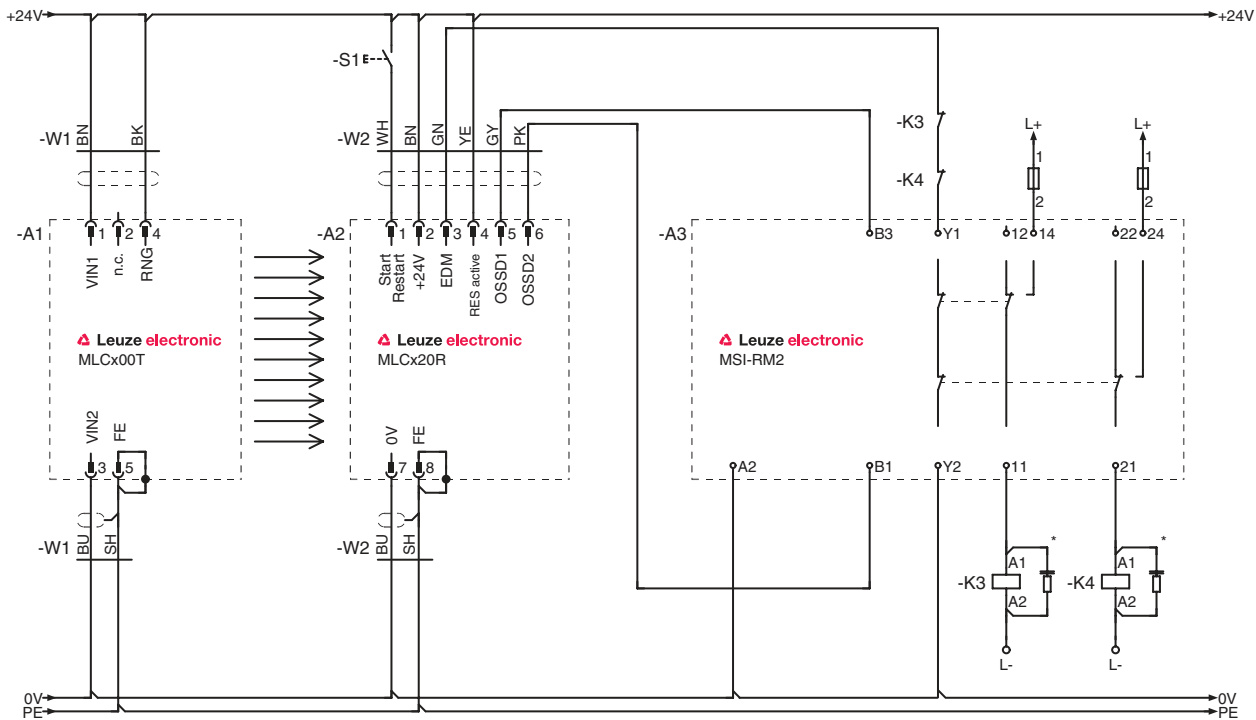 +24V +24V
-S1
-W1 BN BK
-W2 WH BN GN YE GY PK
-K3
-K4
L+ L+
1 1
2 2
-A1 1 2 4
VIN1 n.c. RNG
-A2 1 2 3 4 5 6
Start Restart +24V EDM RES active OSSD1 OSSD2
-A3 B3 Y1 12 14 22 24
Leuze electronic
MLCx00T
Leuze electronic
MLCx20R
Leuze electronic
MSI-RM2
VIN2 FE
3 5
0V FE
7 8
A2 B1 Y2 11 21
-W1 BU SH
-W2 BU SH
* *
-K3 A1 A2
-K4 A1 A2
L- L-
0V 0V
PE PE